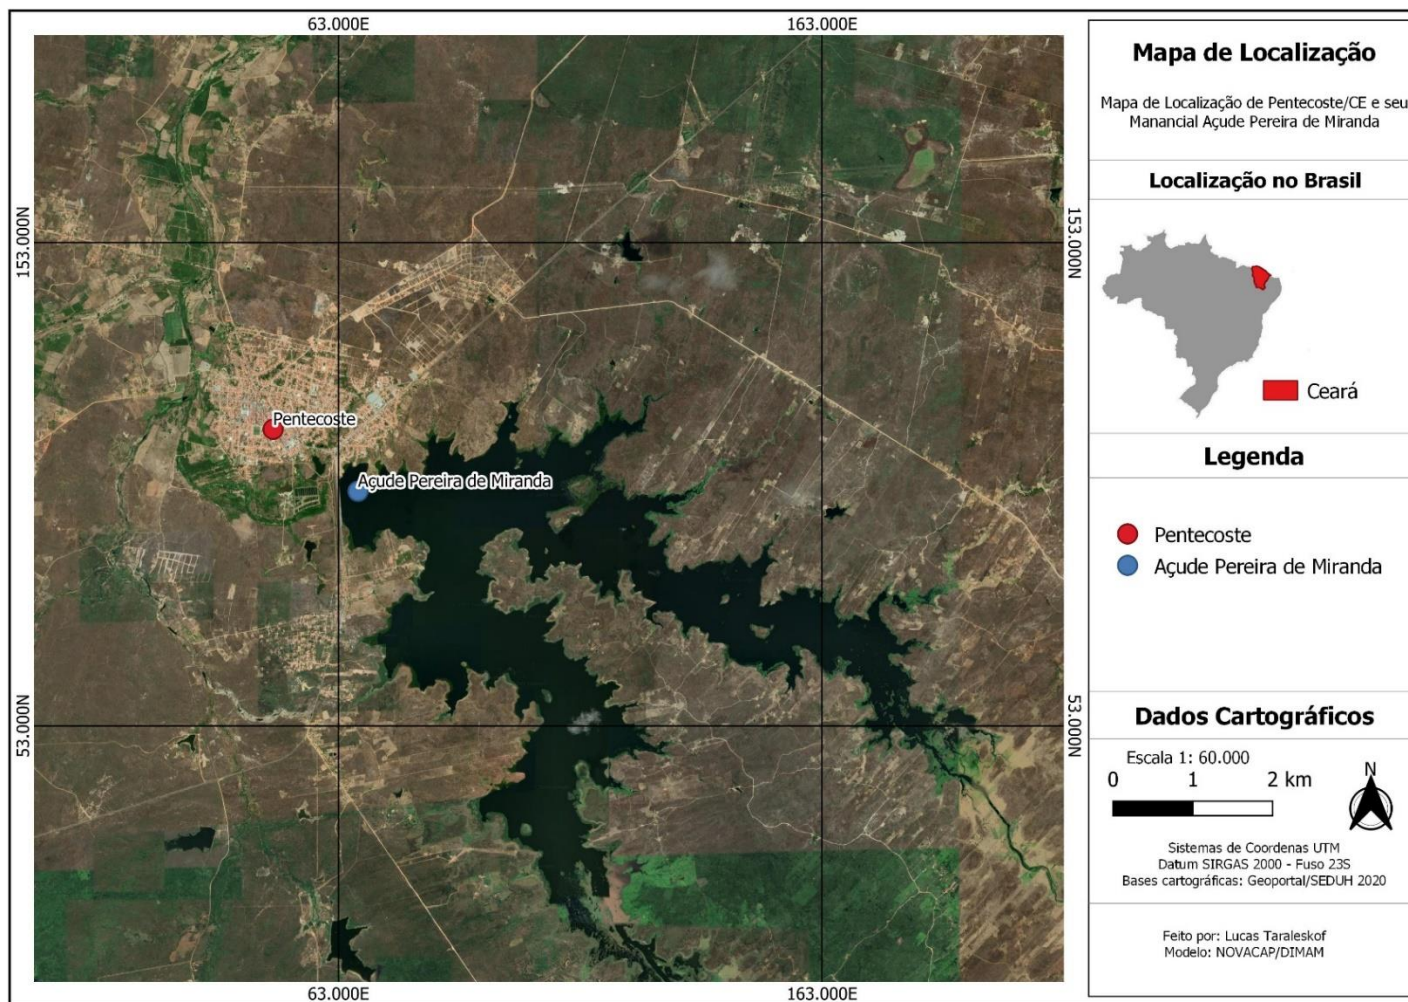 63.000E
163.000E
153.000N
153.000N
Pentecoste
Açude Pereira de Miranda
53.000N
53.000N
63.000E
163.000E
Mapa de Localização
Mapa de Localização de Pentecoste/CE e seu
Manancial Açude Pereira de Miranda
Localização no Brasil
Ceará
Legenda
Pentecoste
Açude Pereira de Miranda
Dados Cartográficos
Escala 1: 60.000
0 1 2 km
N
Sistemas de Coordenas UTM
Datum SIRGAS 2000 - Fuso 23S
Bases cartográficas: Geoportal/SEDUH 2020
Feito por: Lucas Taraleskof
Modelo: NOVACAP/DIMAM